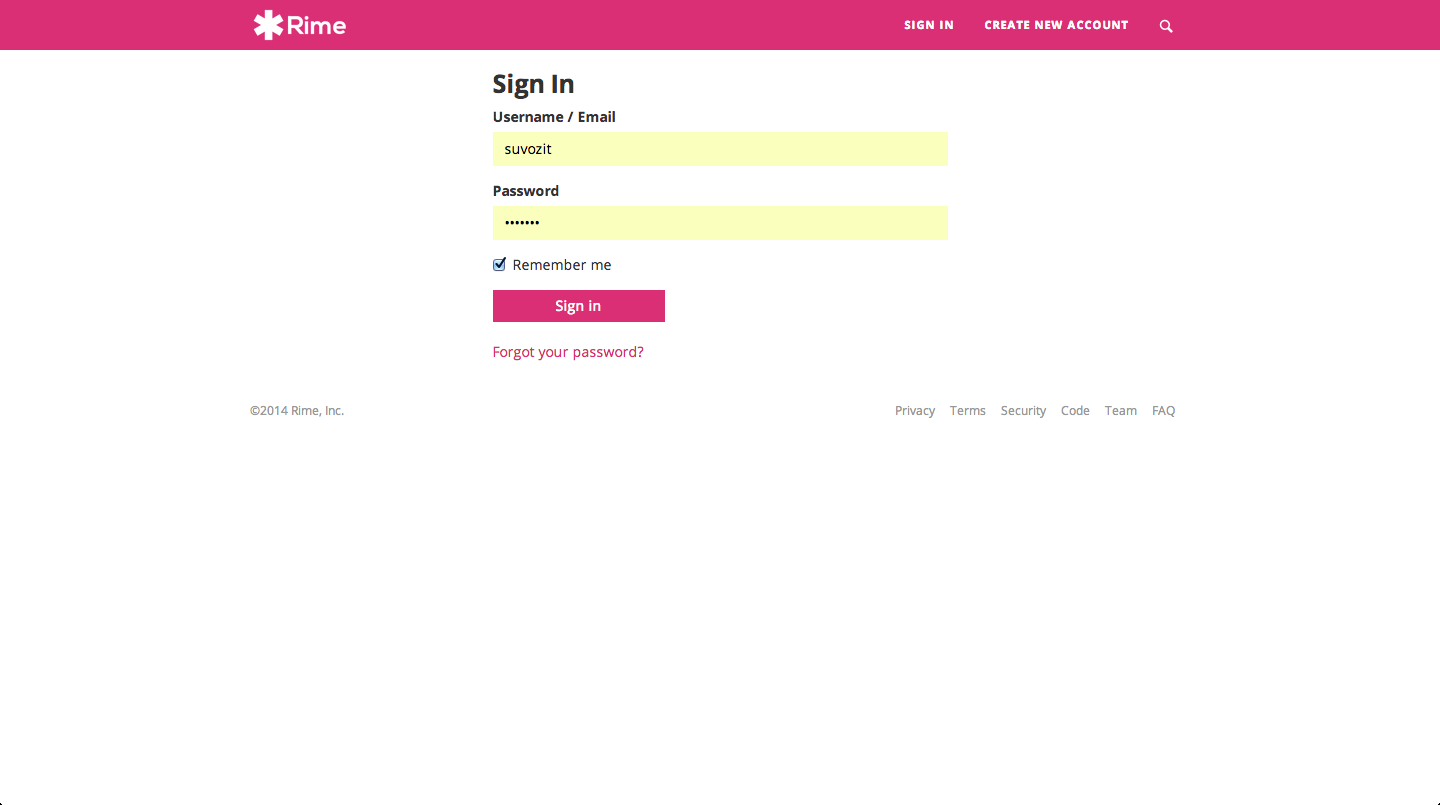 Rime SIGN IN CREATE NEW ACCOUNT
Sign In
Username / Email
suvozit
Password
•••••••
Remember me
Sign in
Forgot your password?
©2014 Rime, Inc. Privacy Terms Security Code Team FAQ